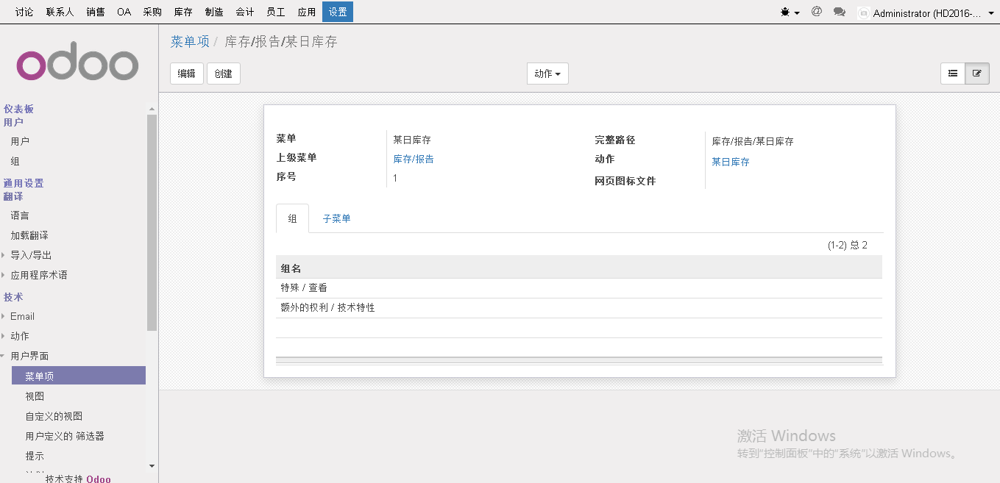 讨论 联系人 销售 OA 采购 库存 制造 会计 员工 应用 设置 @ Administrator (HD2016-...
odoo
菜单项 / 库存/报告/某日库存
编辑 创建 动作
仪表板
用户
用户
组
通用设置
翻译
语言
加载翻译
导入/导出
应用程序术语
技术
Email
动作
用户界面
菜单项
视图
自定义的视图
用户定义的 筛选器
提示
技术支持 Odoo
菜单 某日库存
上级菜单 库存/报告
序号 1
完整路径 库存/报告/某日库存
动作 某日库存
网页图标文件
组 子菜单
(1-2) 总 2
组名
特殊 / 查看
额外的权利 / 技术特性
激活 Windows
转到"控制面板"中的"系统"以激活 Windows。